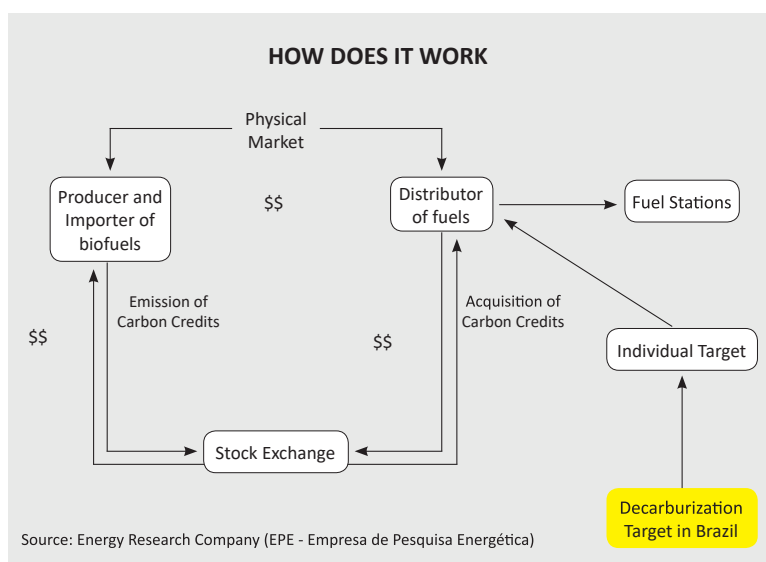 HOW DOES IT WORK
Physical
Market
Producer and
Importer of
biofuels
$$
Distributor
of fuels
Fuel Stations
Emission of
Carbon Credits
Acquisition of
Carbon Credits
$$
$$
Individual Target
Stock Exchange
Decarburization
Target in Brazil
Source: Energy Research Company (EPE - Empresa de Pesquisa Energética)